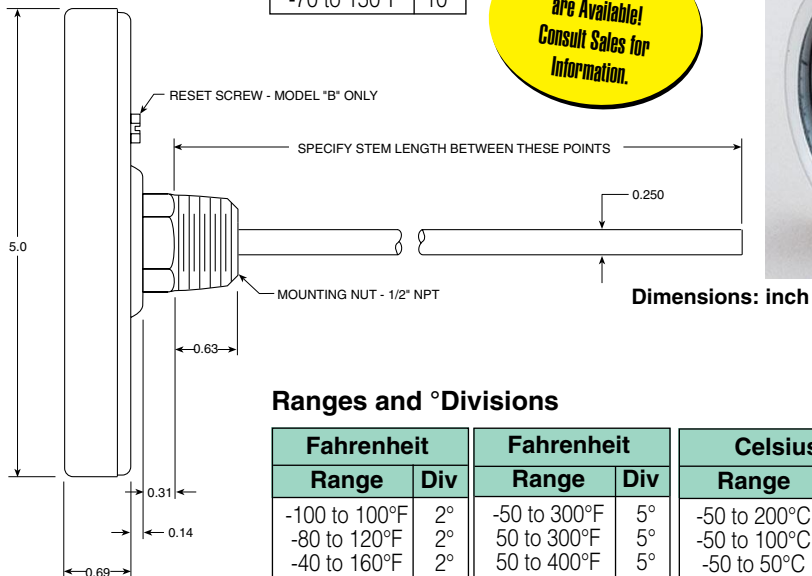 -70 to 150°F 10°
are Available!
Consult Sales for
Information.
RESET SCREW - MODEL "B" ONLY
SPECIFY STEM LENGTH BETWEEN THESE POINTS
0.250
5.0
MOUNTING NUT - 1/2" NPT
Dimensions: inch
0.63
Ranges and °Divisions
Fahrenheit Fahrenheit Celsius
Range Div Range Div Range
-100 to 100°F 2° -50 to 300°F 5° -50 to 200°C
-80 to 120°F 2° 50 to 300°F 5° -50 to 100°C
-40 to 160°F 2° 50 to 400°F 5° -50 to 50°C
0.31
0.14
0.69